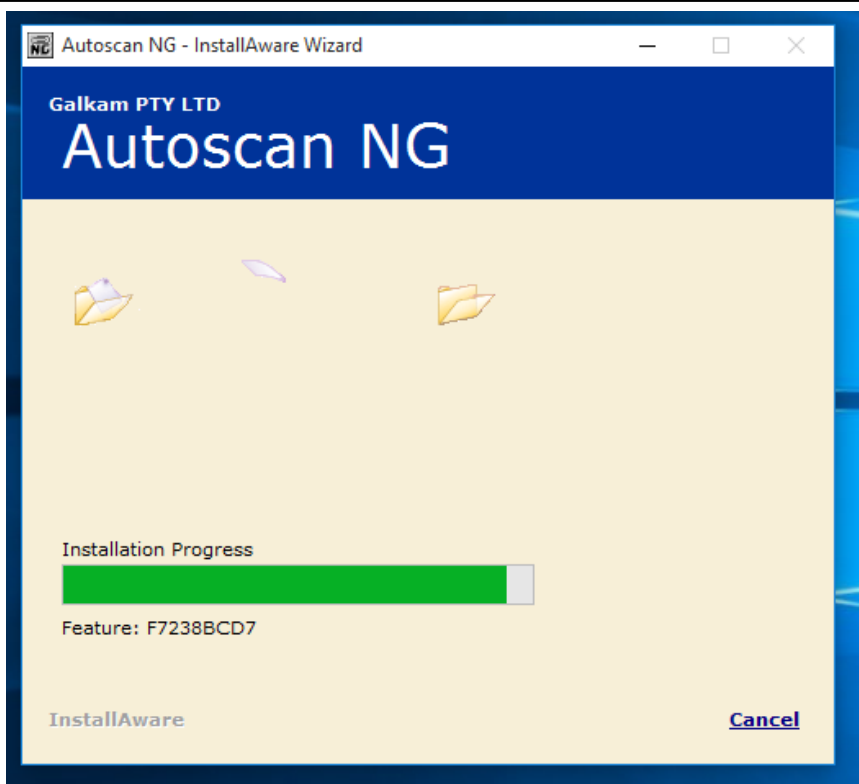 Autoscan NG - InstallAware Wizard
Galkam PTY LTD
Autoscan NG
Installation Progress
Feature: F7238BCD7
InstallAware
Cancel